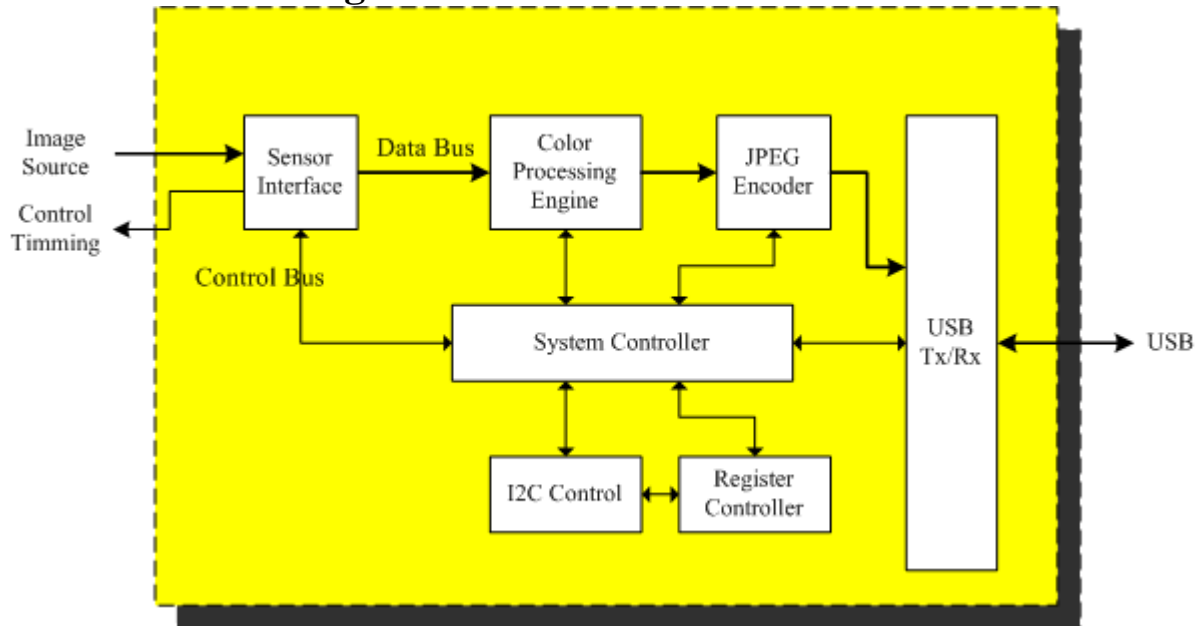 Image
Source
Control
Timming
Sensor
Interface
Data Bus
Color
Processing
Engine
JPEG
Encoder
Control Bus
System Controller
USB
Tx/Rx
USB
I2C Control
Register
Controller